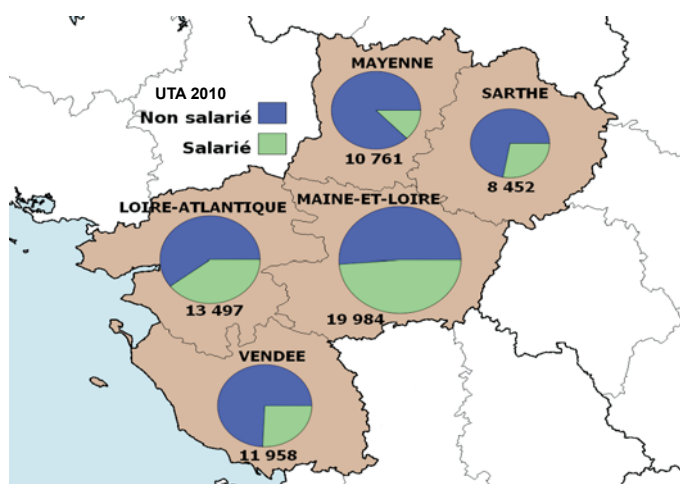 UTA 2010
Non salarié
Salarié
MAYENNE
10 761
SARTHE
8 452
LOIRE-ATLANTIQUE
13 497
MAINE-ET-LOIRE
19 984
VENDEE
11 958